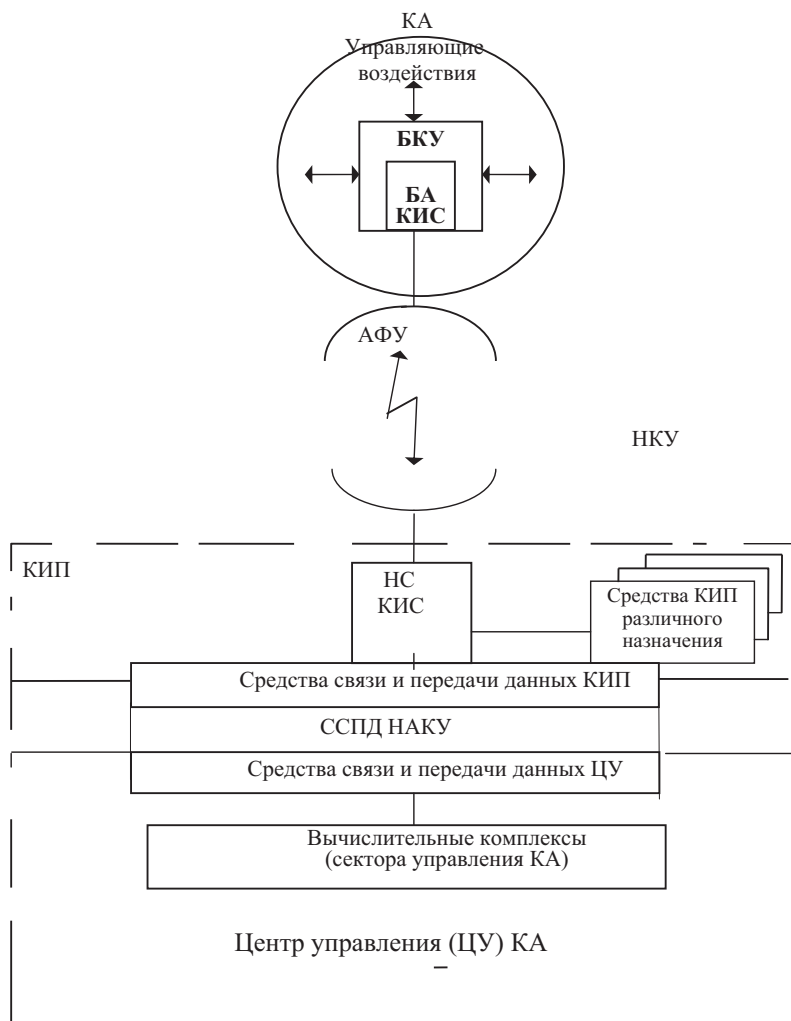 КА
Управляющие
воздействия
БКУ
БА
КИС
АФУ
НКУ
КИП
НС
КИС
Средства КИП
различного
назначения
Средства связи и передачи данных КИП
ССПД НАКУ
Средства связи и передачи данных ЦУ
Вычислительные комплексы
(сектора управления КА)
Центр управления (ЦУ) КА